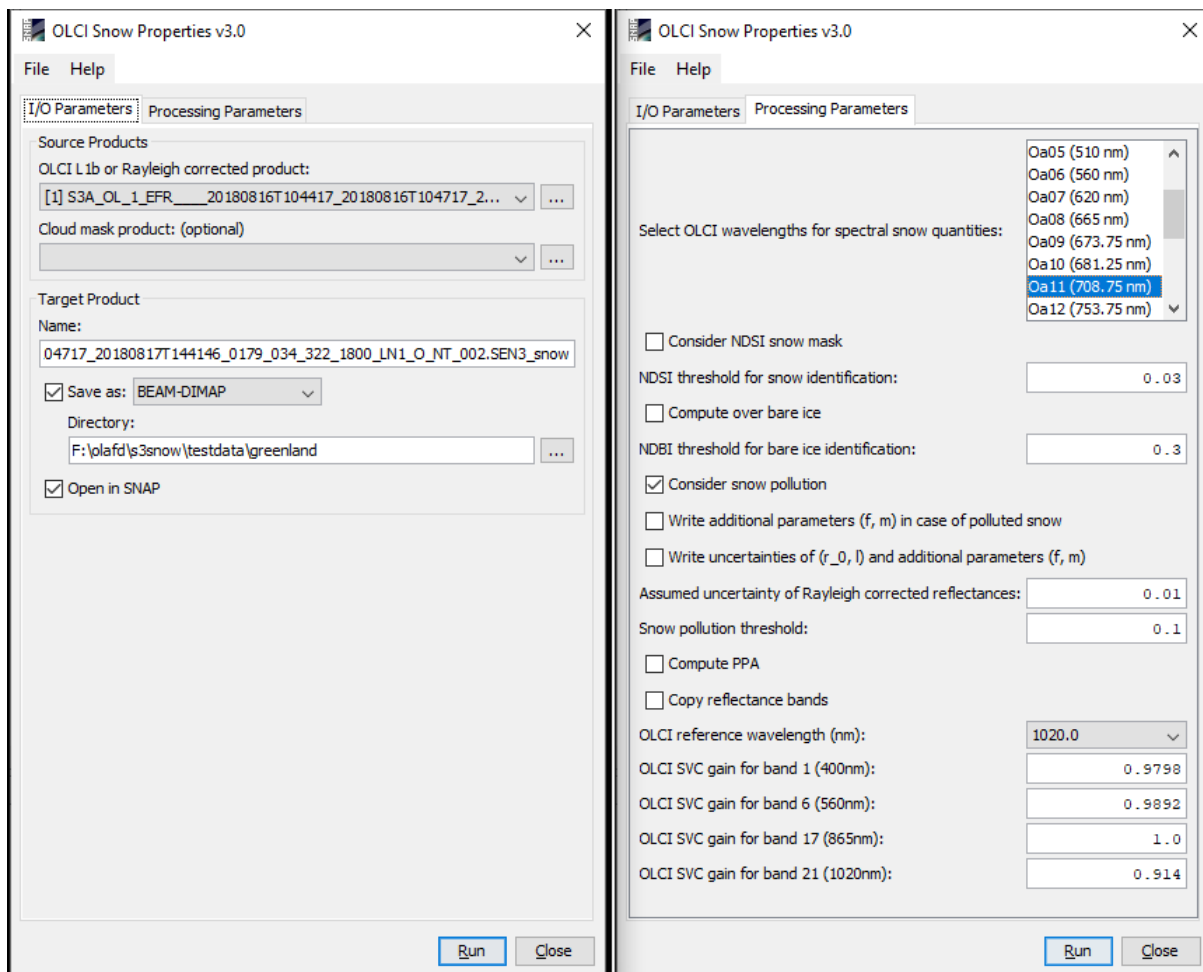 OLCI Snow Properties v3.0
File Help
I/O Parameters Processing Parameters
Source Products
OLCI L1b or Rayleigh corrected product:
[1] S3A_OL_1_EFR____20180816T104417_20180816T104717_2... ...
Cloud mask product: (optional)
...
Target Product
Name:
04717_20180817T144146_0179_034_322_1800_LN1_O_NT_002.SEN3_snow
Save as: BEAM-DIMAP
Directory:
F:\olafd\s3snow\testdata\greenland ...
Open in SNAP
Run Close
OLCI Snow Properties v3.0
File Help
I/O Parameters Processing Parameters
Select OLCI wavelengths for spectral snow quantities:
Oa05 (510 nm)
Oa06 (560 nm)
Oa07 (620 nm)
Oa08 (665 nm)
Oa09 (673.75 nm)
Oa10 (681.25 nm)
Oa11 (708.75 nm)
Oa12 (753.75 nm)
Consider NDSI snow mask
NDSI threshold for snow identification: 0.03
Compute over bare ice
NDBI threshold for bare ice identification: 0.3
Consider snow pollution
Write additional parameters (f, m) in case of polluted snow
Write uncertainties of (r_0, l) and additional parameters (f, m)
Assumed uncertainty of Rayleigh corrected reflectances: 0.01
Snow pollution threshold: 0.1
Compute PPA
Copy reflectance bands
OLCI reference wavelength (nm): 1020.0
OLCI SVC gain for band 1 (400nm): 0.9798
OLCI SVC gain for band 6 (560nm): 0.9892
OLCI SVC gain for band 17 (865nm): 1.0
OLCI SVC gain for band 21 (1020nm): 0.914
Run Close